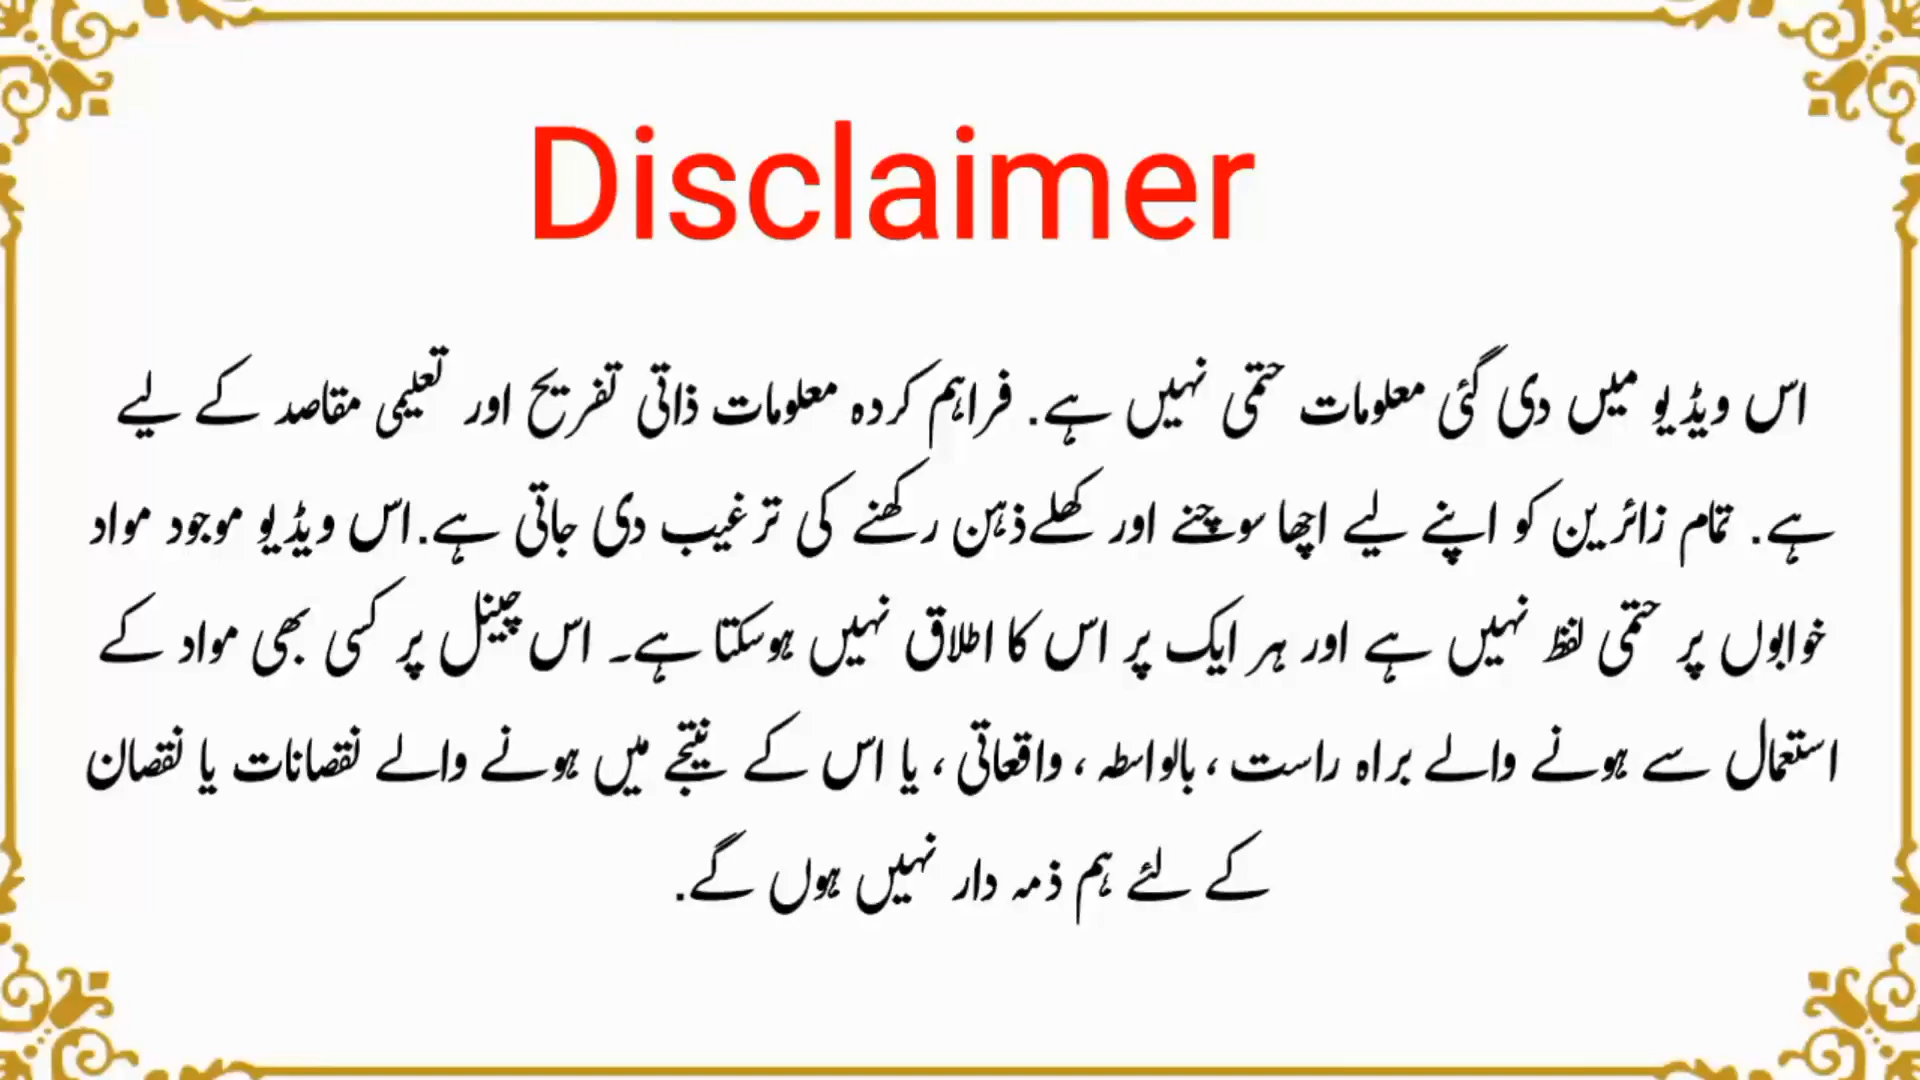 Disclaimer
اس ویڈیو میں دی گئی معلومات حتمی نہیں ہے. فراہم کردہ معلومات ذاتی تفریح اور تعلیمی مقاصد کے لیے
ہے. تمام زائرین کو اپنے لیے اچھا سوچنے اور کھلےذہن رکھنے کی ترغیب دی جاتی ہے.اس ویڈیو موجود مواد
خوابوں پر حتمی لفظ نہیں ہے اور ہر ایک پر اس کا اطلاق نہیں ہوسکتا ہے۔ اس چینل پر کسی بھی مواد کے
استعمال سے ہونے والے براہ راست ، بالواسطہ ، واقعاتی ، یا اس کے نتیجے میں ہونے والے نقصانات یا نقصان
کے لئے ہم ذمہ دار نہیں ہوں گے.